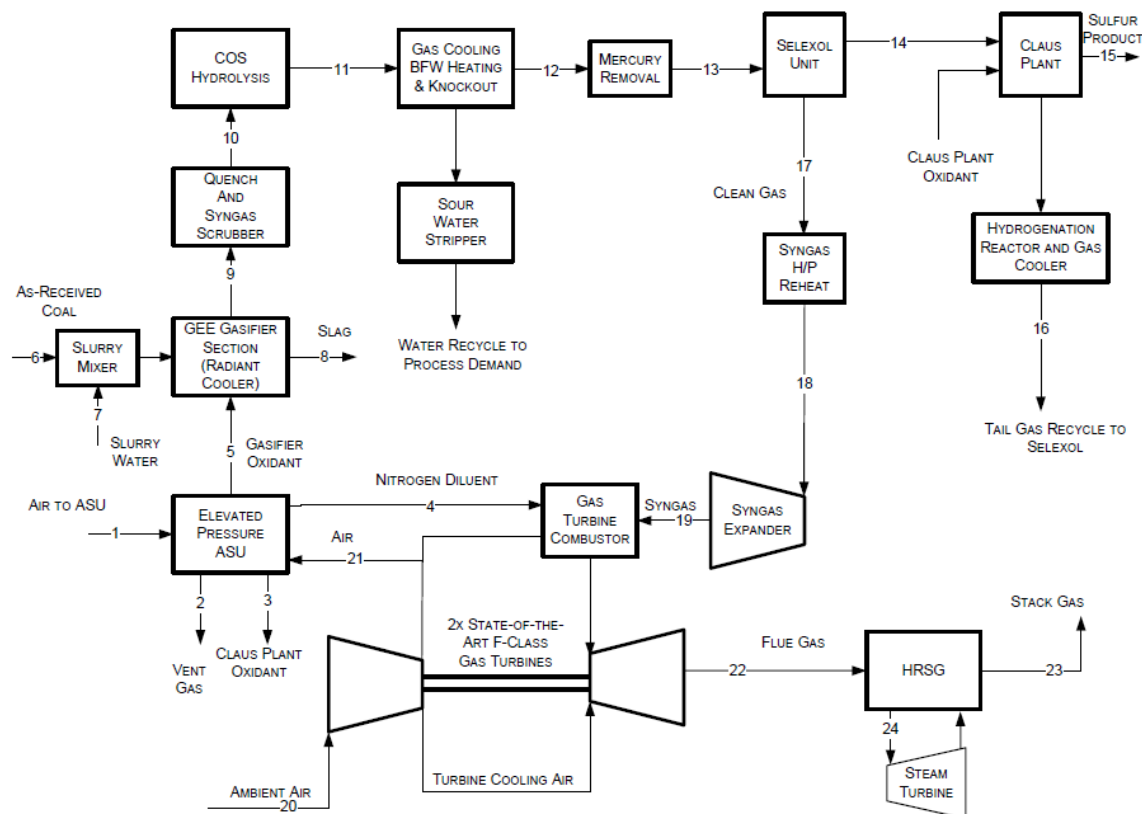 COS
HYDROLYSIS
11
GAS COOLING
BFW HEATING
& KNOCKOUT
12
MERCURY
REMOVAL
13
SELEXOL
UNIT
14
CLAUS
PLANT
SULFUR
PRODUCT
15
10
17
CLEAN GAS
CLAUS PLANT
OXIDANT
QUENCH
AND
SYNGAS
SCRUBBER
SOUR
WATER
STRIPPER
SYNGAS
H/P
REHEAT
HYDROGENATION
REACTOR AND GAS
COOLER
9
16
AS-RECEIVED
COAL
6
SLURRY
MIXER
GEE GASIFIER
SECTION
(RADIANT
COOLER)
SLAG
8
WATER RECYCLE TO
PROCESS DEMAND
18
7
SLURRY
WATER
5
GASIFIER
OXIDANT
TAIL GAS RECYCLE TO
SELEXOL
AIR TO ASU
1
ELEVATED
PRESSURE
ASU
NITROGEN DILUENT
4
GAS
TURBINE
COMBUSTOR
SYNGAS
19
SYNGAS
EXPANDER
AIR
21
2
3
VENT
GAS
CLAUS PLANT
OXIDANT
2X STATE-OF-THE-
ART F-CLASS
GAS TURBINES
FLUE GAS
22
HRSG
STACK GAS
23
24
STEAM
TURBINE
TURBINE COOLING AIR
AMBIENT AIR
20